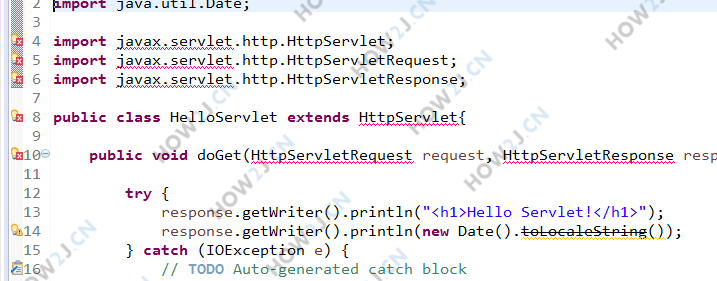 2 import java.util.Date;
3
4 import javax.servlet.http.HttpServlet;
5 import javax.servlet.http.HttpServletRequest;
6 import javax.servlet.http.HttpServletResponse;
7
8 public class HelloServlet extends HttpServlet{
9
10 public void doGet(HttpServletRequest request, HttpServletResponse resp
11
12 try {
13 response.getWriter().println("<h1>Hello Servlet!</h1>");
14 response.getWriter().println(new Date().toLocaleString());
15 } catch (IOException e) {
16 // TODO Auto-generated catch block
HOW2J.CN
HOW2J.CN
HOW2J.CN
HOW2J.CN
HOW2J.CN
HOW2J.CN